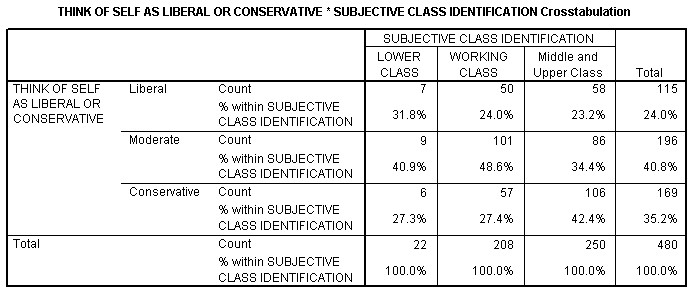 THINK OF SELF AS LIBERAL OR CONSERVATIVE * SUBJECTIVE CLASS IDENTIFICATION Crosstabulation
SUBJECTIVE CLASS IDENTIFICATION
LOWER CLASS WORKING CLASS Middle and Upper Class Total
THINK OF SELF AS LIBERAL OR CONSERVATIVE Liberal Count 7 50 58 115
% within SUBJECTIVE CLASS IDENTIFICATION 31.8% 24.0% 23.2% 24.0%
Moderate Count 9 101 86 196
% within SUBJECTIVE CLASS IDENTIFICATION 40.9% 48.6% 34.4% 40.8%
Conservative Count 6 57 106 169
% within SUBJECTIVE CLASS IDENTIFICATION 27.3% 27.4% 42.4% 35.2%
Total Count 22 208 250 480
% within SUBJECTIVE CLASS IDENTIFICATION 100.0% 100.0% 100.0% 100.0%